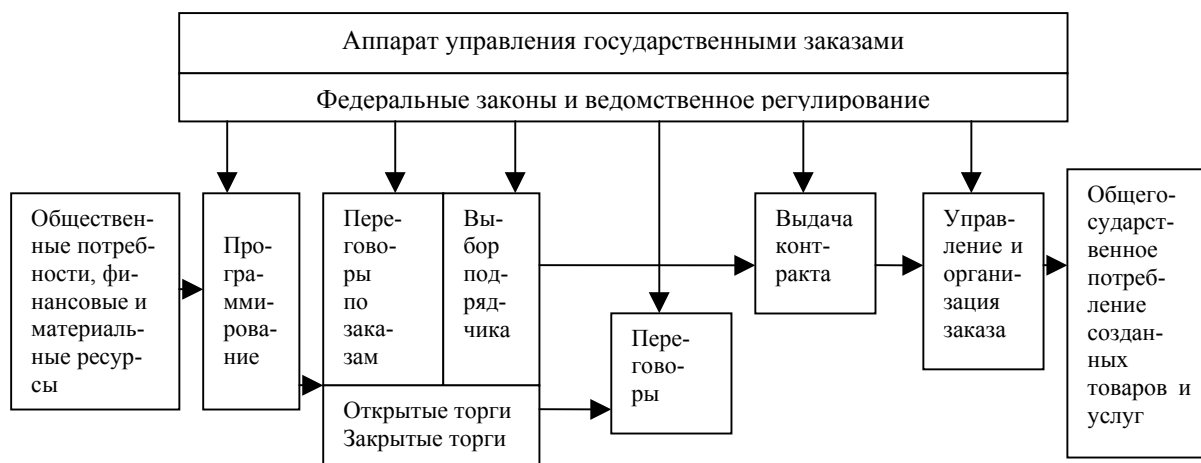 Аппарат управления государственными заказами
Федеральные законы и ведомственное регулирование
Обществен-
ные потреб-
ности, фи-
нансовые и
материаль-
ные ресур-
сы
Про-
гра-
мми-
рова-
ние
Пере-
гово-
ры
по
зака-
зам
Вы-
бор
под-
ряд-
чика
Открытые торги
Закрытые торги
Пере-
гово-
ры
Выдача
конт-
ракта
Управ-
ление и
органи-
зация
заказа
Общего-
сударст-
венное
потреб-
ление
создан-
ных
товаров и
услуг